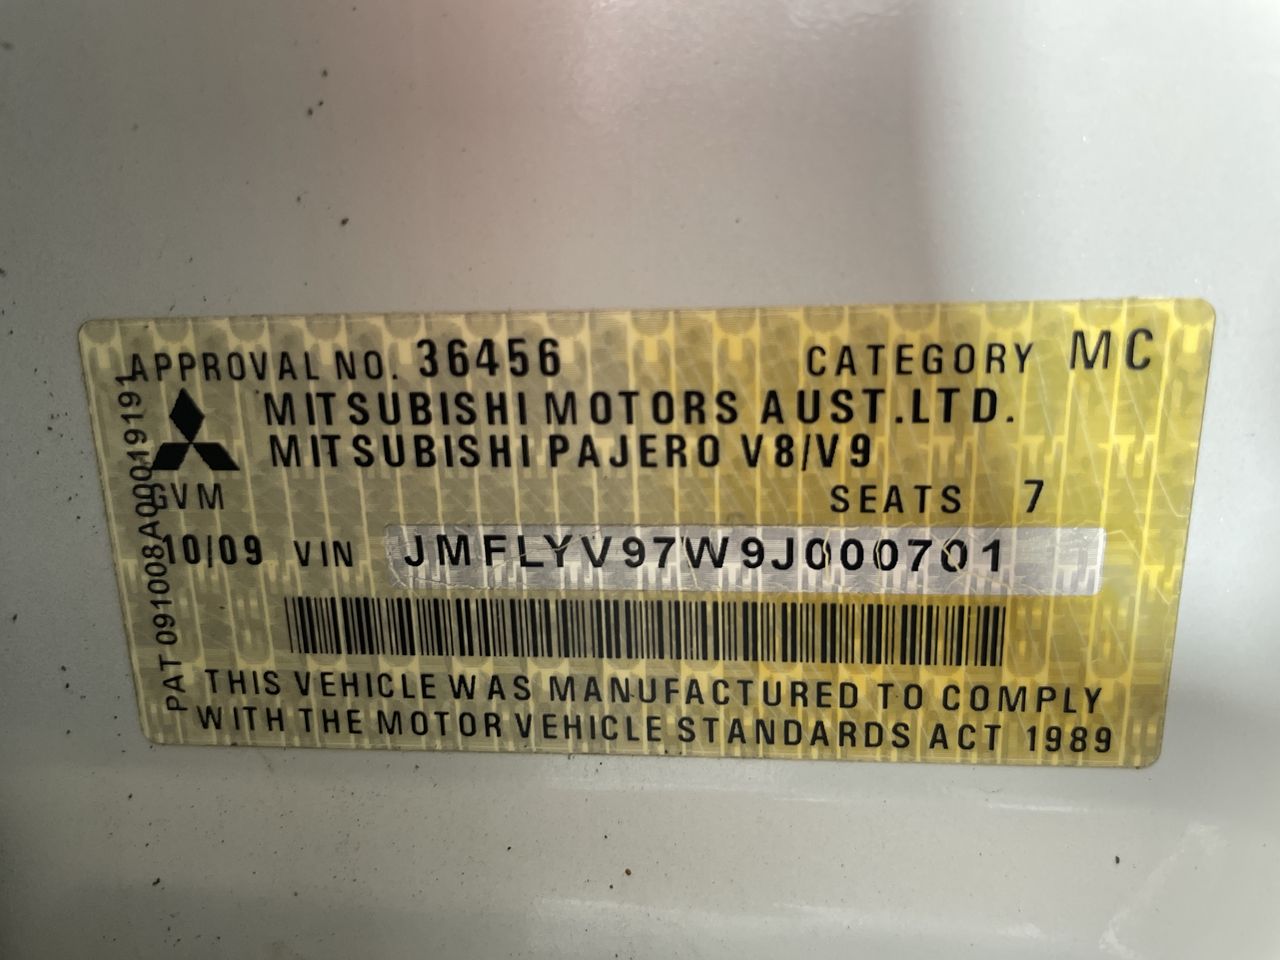 APPROVAL NO. 36456 CATEGORY MC
MITSUBISHI MOTORS AUST.LTD.
MITSUBISHI PAJERO V8/V9
GVM SEATS 7
10/09 VIN JMFLYV97W9J000701
THIS VEHICLE WAS MANUFACTURED TO COMPLY
WITH THE MOTOR VEHICLE STANDARDS ACT 1989
PAT 091008A00019191